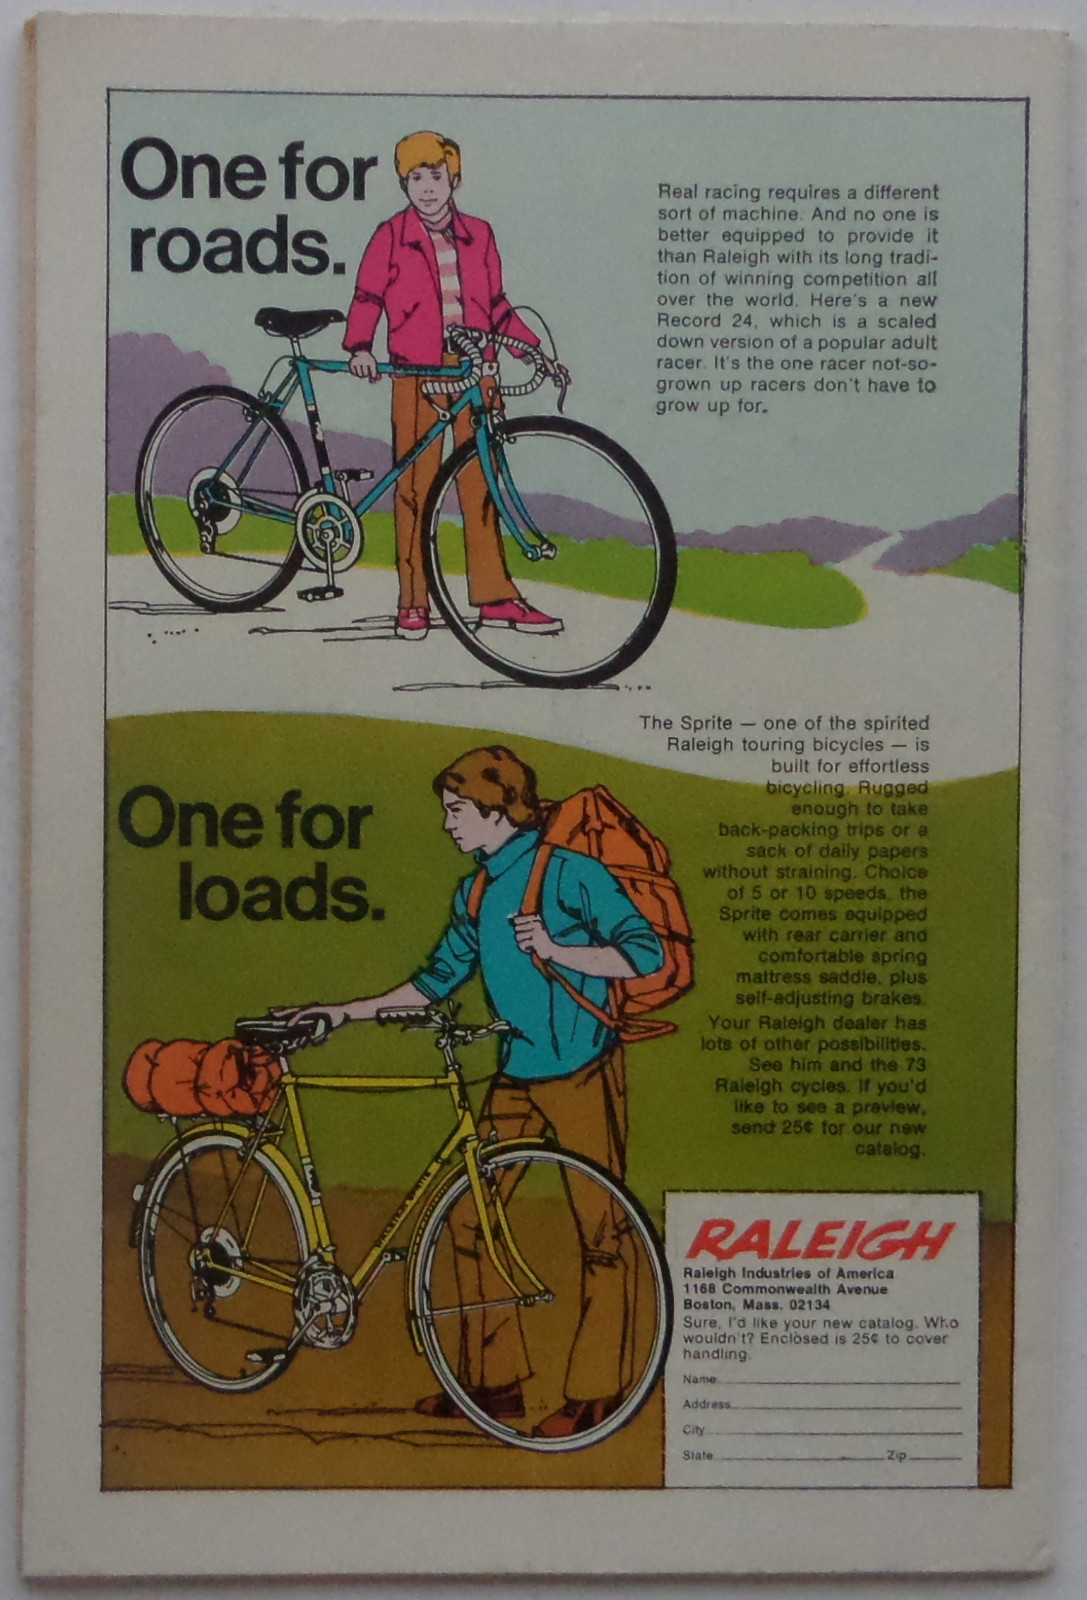 One for
roads.
Real racing requires a different
sort of machine. And no one is
better equipped to provide it
than Raleigh with its long tradi-
tion of winning competition all
over the world. Here's a new
Record 24, which is a scaled
down version of a popular adult
racer. It's the one racer not-so-
grown up racers don't have to
grow up for.
The Sprite — one of the spirited
Raleigh touring bicycles — is
built for effortless
bicycling. Rugged
enough to take
back-packing trips or a
sack of daily papers
without straining. Choice
of 5 or 10 speeds, the
Sprite comes equipped
with rear carrier and
comfortable spring
mattress saddle, plus
self-adjusting brakes.
Your Raleigh dealer has
lots of other possibilities.
See him and the 73
Raleigh cycles. If you'd
like to see a preview,
send 25¢ for our new
catalog.
One for
loads.
RALEIGH
Raleigh Industries of America
1168 Commonwealth Avenue
Boston, Mass. 02134
Sure, I'd like your new catalog. Who
wouldn't? Enclosed is 25¢ to cover
handling.
Name
Address
City
State Zip